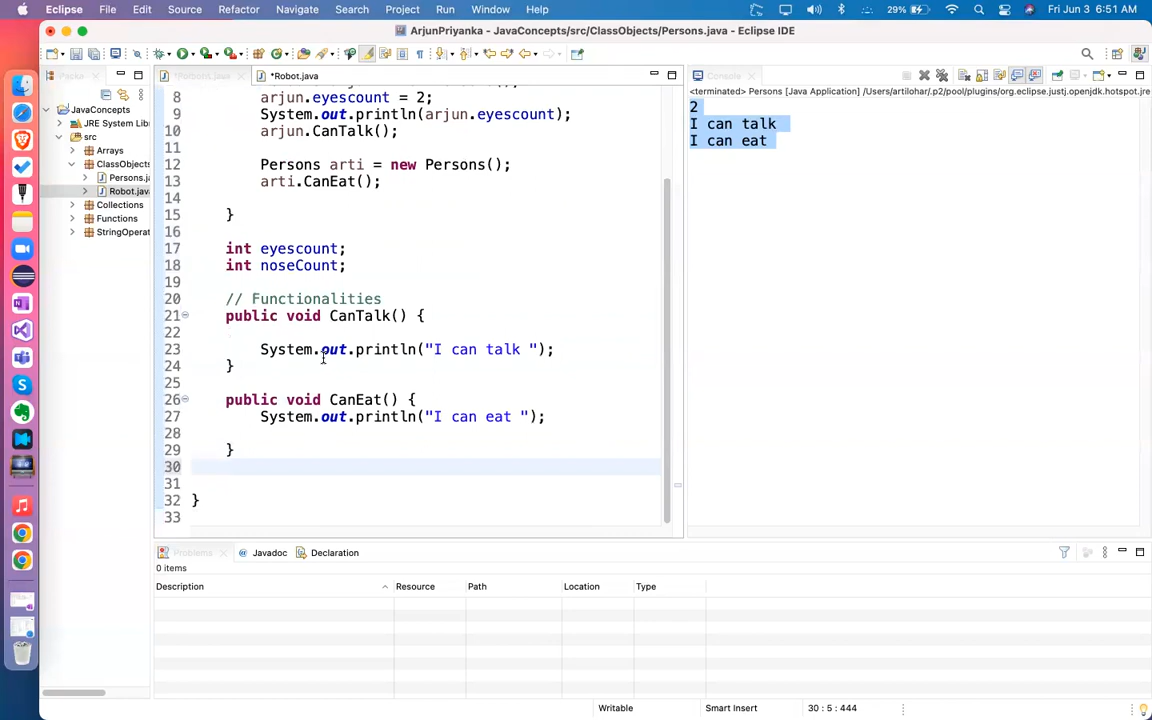 Eclipse File Edit Source Refactor Navigate Search Project Run Window Help 29% Fri Jun 3 6:51 AM
ArjunPriyanka - JavaConcepts/src/ClassObjects/Persons.java - Eclipse IDE
*Robot.java
Console
<terminated> Persons [Java Application] /Users/artilohar/.p2/pool/plugins/org.eclipse.justj.openjdk.hotspot.jre
2
I can talk
I can eat
JavaConcepts
JRE System Lib
src
Arrays
ClassObjects
Persons.ja
Robot.java
Collections
Functions
StringOperat
8 arjun.eyescount = 2;
9 System.out.println(arjun.eyescount);
10 arjun.CanTalk();
11
12 Persons arti = new Persons();
13 arti.CanEat();
14
15 }
16
17 int eyescount;
18 int noseCount;
19
20 // Functionalities
21 public void CanTalk() {
22
23 System.out.println("I can talk ");
24 }
25
26 public void CanEat() {
27 System.out.println("I can eat ");
28
29 }
30
31
32 }
33
Problems @ Javadoc Declaration
0 items
Description Resource Path Location Type
Writable Smart Insert 30 : 5 : 444